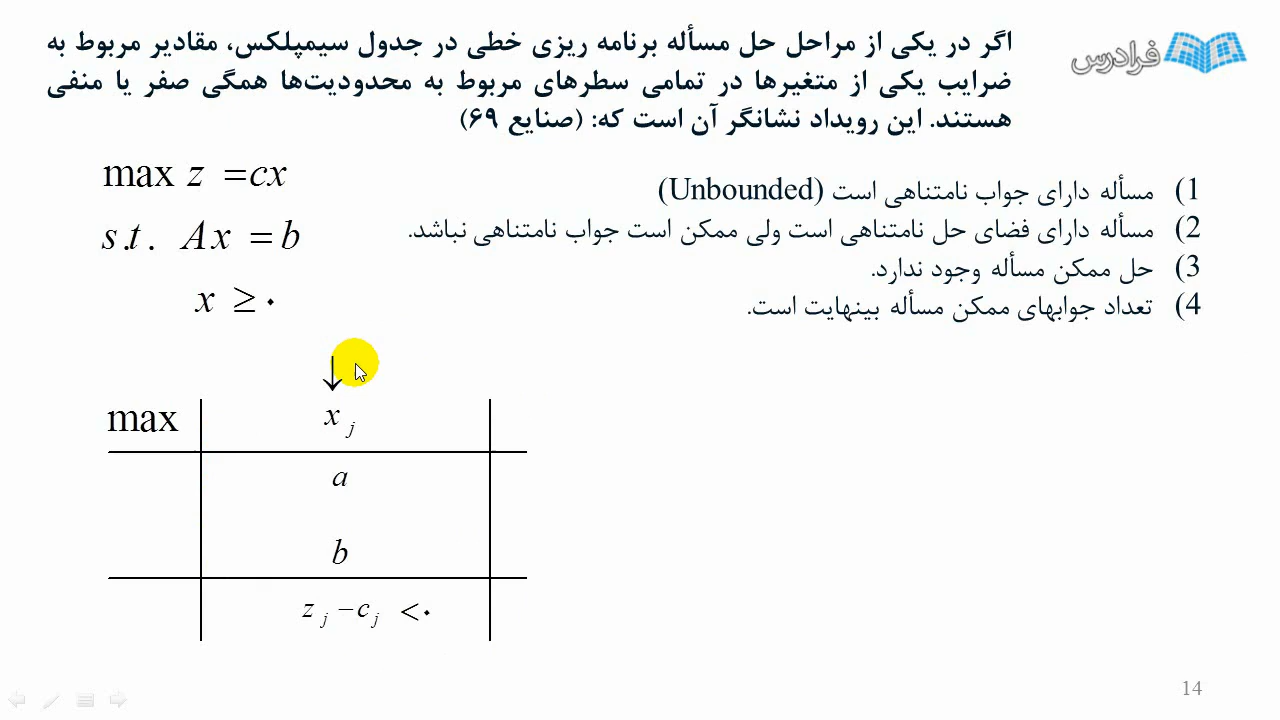 فرادرس
اگر در یکی از مراحل حل مسأله برنامه ریزی خطی در جدول سیمپلکس، مقادیر مربوط به
ضرایب یکی از متغیرها در تمامی سطرهای مربوط به محدودیت‌ها همگی صفر یا منفی
هستند. این رویداد نشانگر آن است که: (صنایع ۶۹)
1) مسأله دارای جواب نامتناهی است (Unbounded)
2) مسأله دارای فضای حل نامتناهی است ولی ممکن است جواب نامتناهی نباشد.
3) حل ممکن مسأله وجود ندارد.
4) تعداد جوابهای ممکن مسأله بینهایت است.
max z = cx
s.t. Ax = b
x ≥ ۰
↓
max x_j
a
b
z_j − c_j < ۰
14